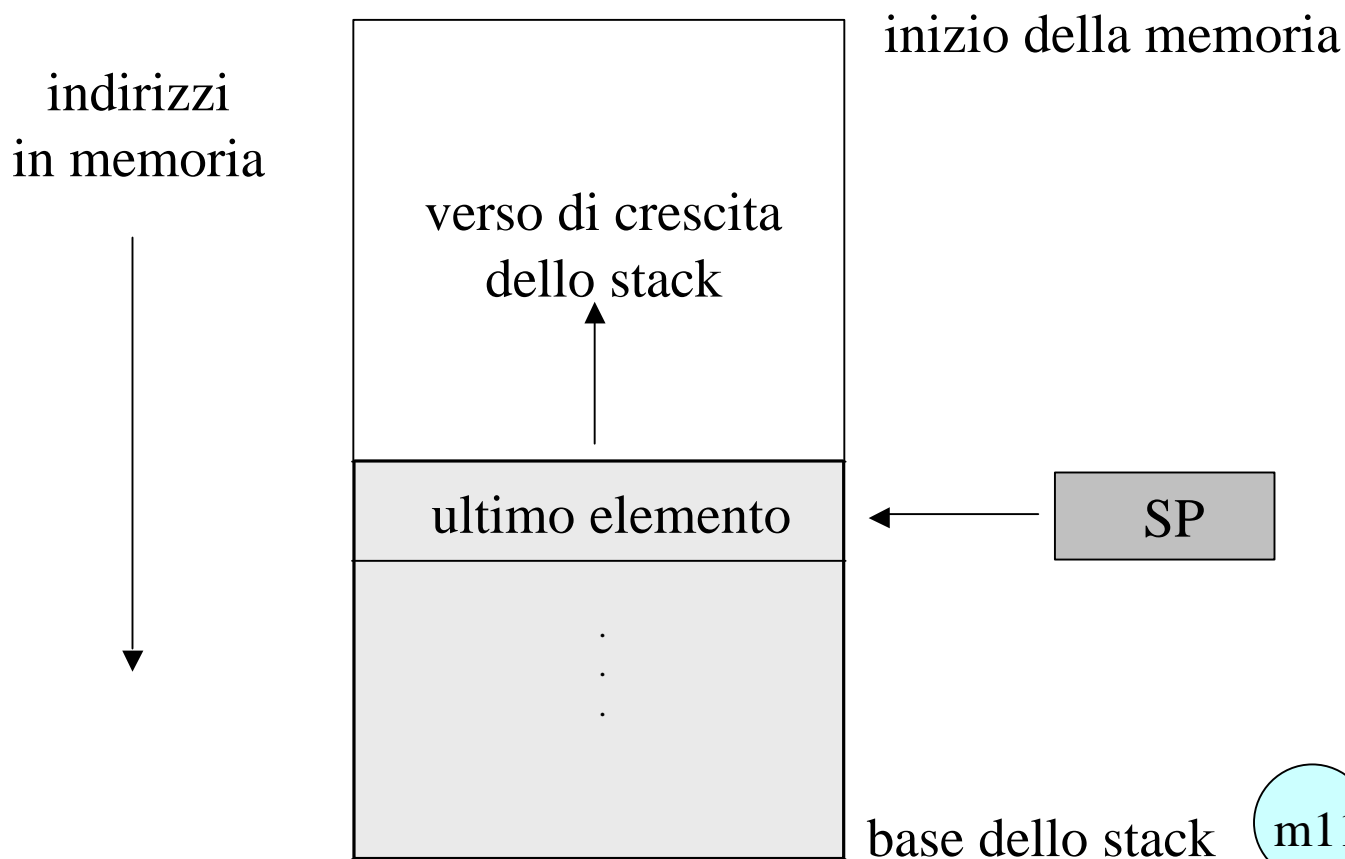 inizio della memoria
indirizzi
in memoria
verso di crescita
dello stack
ultimo elemento
SP
.
.
.
base dello stack